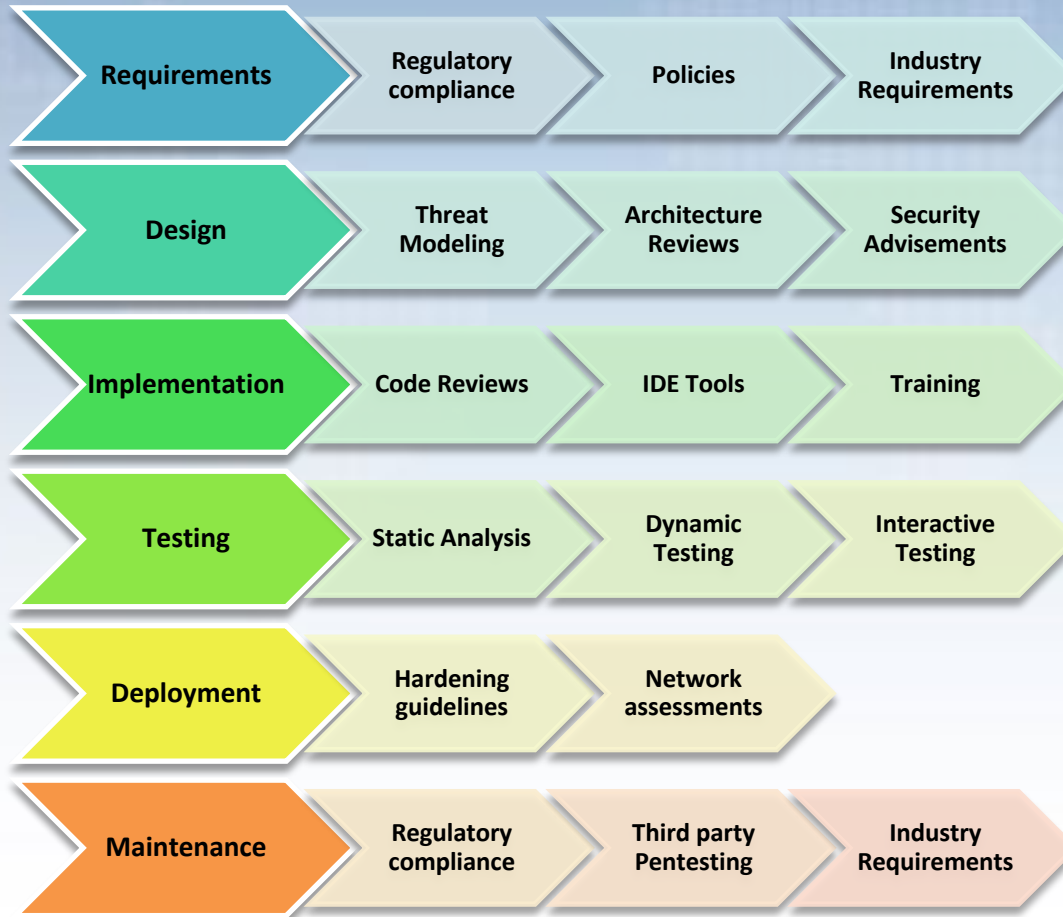 Requirements
Regulatory
compliance
Policies
Industry
Requirements
Design
Threat
Modeling
Architecture
Reviews
Security
Advisements
Implementation
Code Reviews
IDE Tools
Training
Testing
Static Analysis
Dynamic
Testing
Interactive
Testing
Deployment
Hardening
guidelines
Network
assessments
Maintenance
Regulatory
compliance
Third party
Pentesting
Industry
Requirements